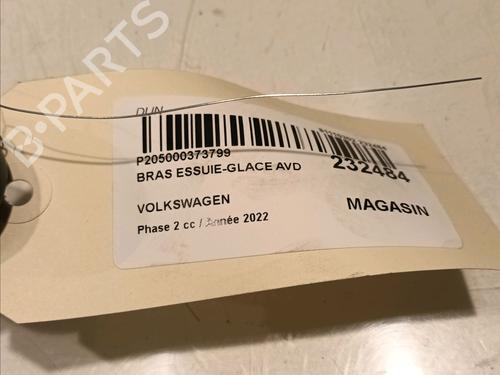 B-PARTS
DUN
P205000373799
BRAS ESSUIE-GLACE AVD
232484
VOLKSWAGEN
MAGASIN
Phase 2 cc / Année 2022